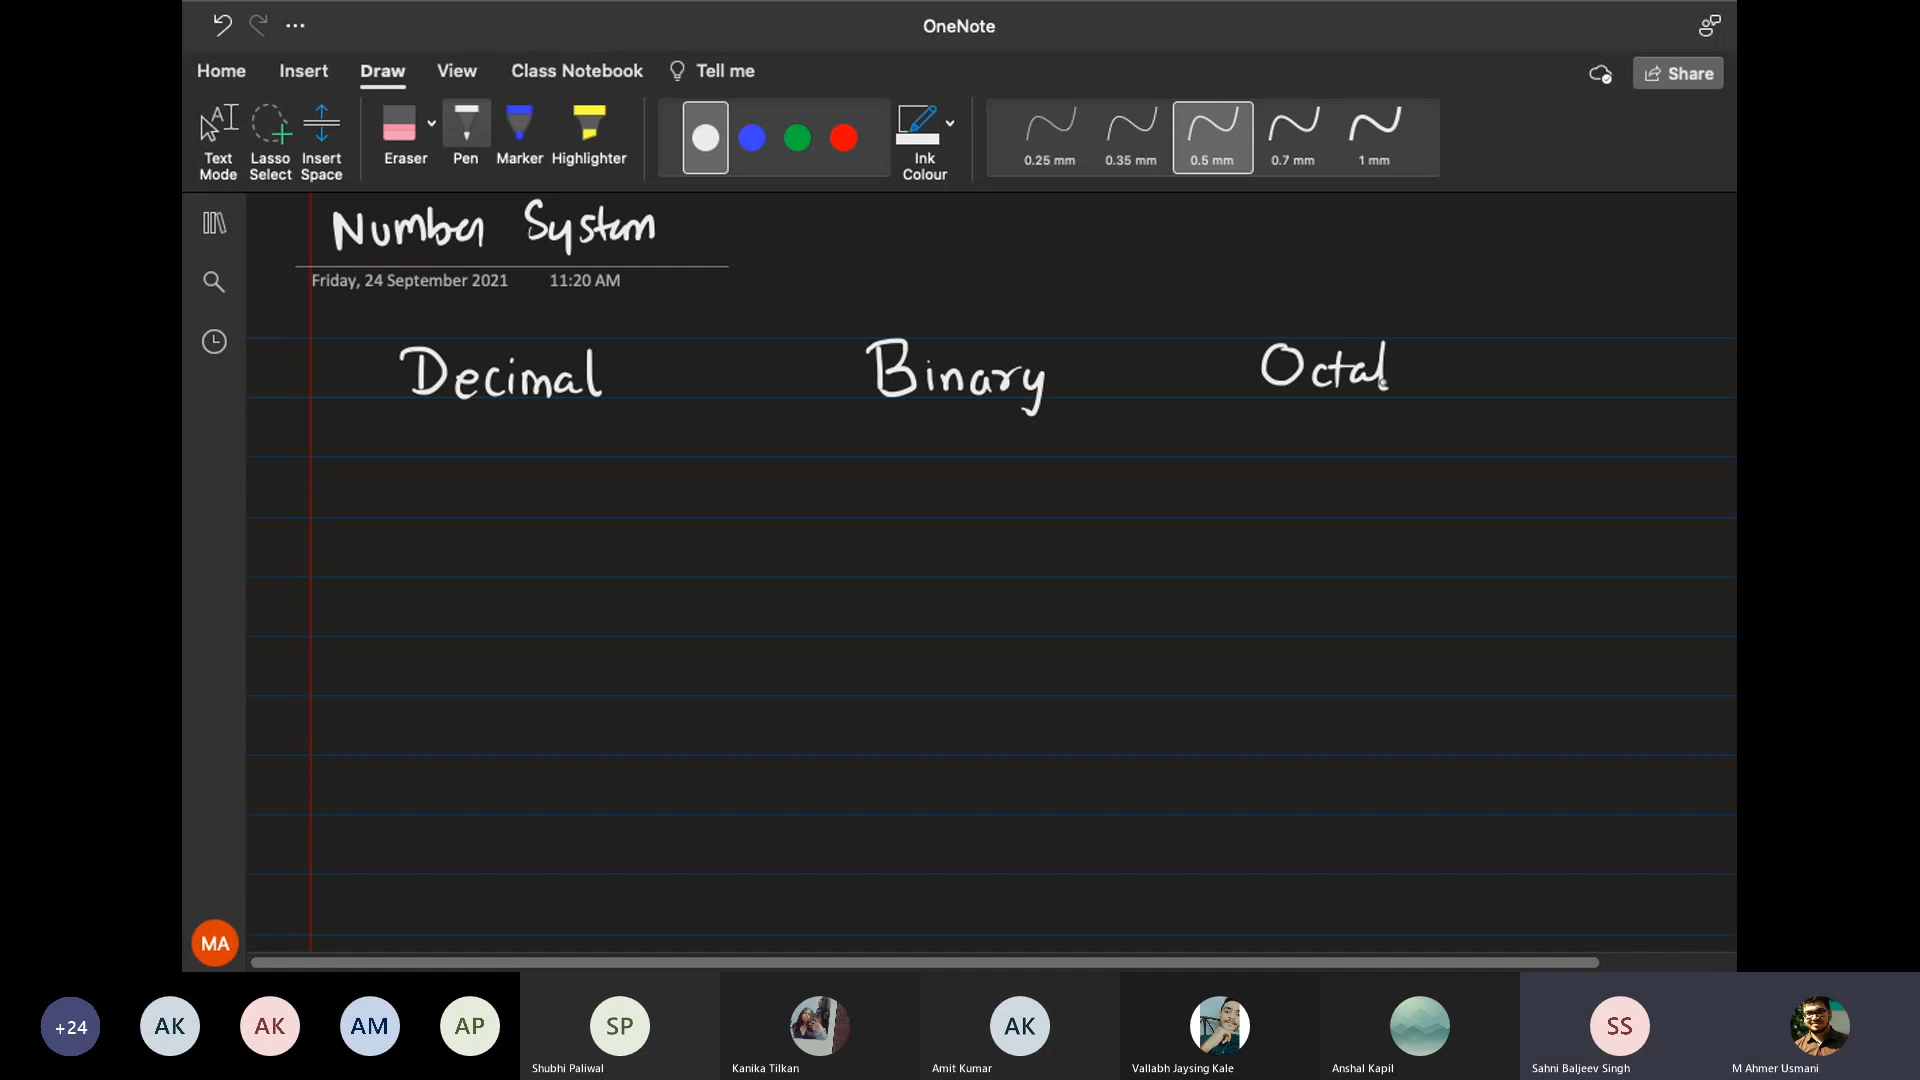 OneNote
Home Insert Draw View Class Notebook Tell me Share
Text Mode Lasso Select Insert Space Eraser Pen Marker Highlighter Ink Colour 0.25 mm 0.35 mm 0.5 mm 0.7 mm 1 mm
Number System
Friday, 24 September 2021 11:20 AM
Decimal Binary Octal
MA
+24 AK AK AM AP SP AK SS
Shubhi Paliwal Kanika Tilkan Amit Kumar Vallabh Jaysing Kale Anshal Kapil Sahni Baljeev Singh M Ahmer Usmani